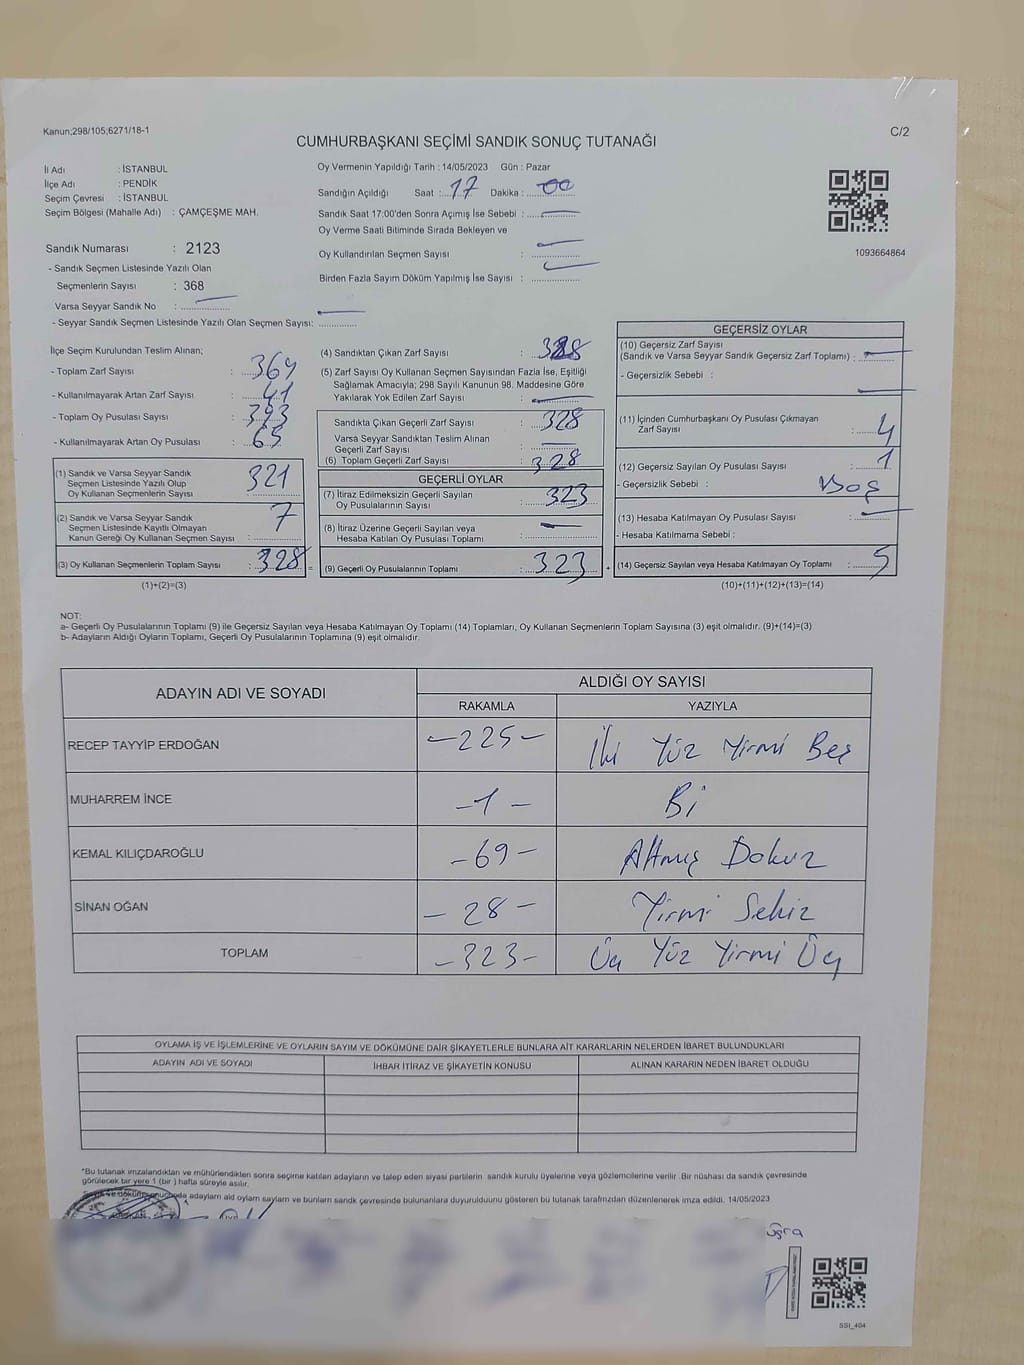 Kanun;298/105;6271/18-1
C/2
CUMHURBAŞKANI SEÇİMİ SANDIK SONUÇ TUTANAĞI
İl Adı : İSTANBUL
İlçe Adı : PENDİK
Seçim Çevresi : İSTANBUL
Seçim Bölgesi (Mahalle Adı) : ÇAMÇEŞME MAH.
Oy Vermenin Yapıldığı Tarih : 14/05/2023 Gün : Pazar
Sandığın Açıldığı Saat :..17 Dakika : 00
Sandık Saat 17:00'den Sonra Açımış İse Sebebi : —
Oy Verme Saati Bitiminde Sırada Bekleyen ve
Oy Kullandırılan Seçmen Sayısı : —
Birden Fazla Sayım Döküm Yapılmış İse Sayısı : —
1093664864
Sandık Numarası : 2123
- Sandık Seçmen Listesinde Yazılı Olan
Seçmenlerin Sayısı : 368
Varsa Seyyar Sandık No : —
- Seyyar Sandık Seçmen Listesinde Yazılı Olan Seçmen Sayısı: —
İlçe Seçim Kurulundan Teslim Alınan;
- Toplam Zarf Sayısı : 369
- Kullanılmayarak Artan Zarf Sayısı : 41
- Toplam Oy Pusulası Sayısı : 393
- Kullanılmayarak Artan Oy Pusulası : 65
(1) Sandık ve Varsa Seyyar Sandık
Seçmen Listesinde Yazılı Olup
Oy Kullanan Seçmenlerin Sayısı : 321
(2) Sandık ve Varsa Seyyar Sandık
Seçmen Listesinde Kayıtlı Olmayan
Kanun Gereği Oy Kullanan Seçmen Sayısı : 7
(3) Oy Kullanan Seçmenlerin Toplam Sayısı : 328 =
(1)+(2)=(3)
(4) Sandıktan Çıkan Zarf Sayısı : 328
(5) Zarf Sayısı Oy Kullanan Seçmen Sayısından Fazla İse, Eşitliği
Sağlamak Amacıyla; 298 Sayılı Kanunun 98. Maddesine Göre
Yakılarak Yok Edilen Zarf Sayısı : —
Sandıkta Çıkan Geçerli Zarf Sayısı : 328
Varsa Seyyar Sandıktan Teslim Alınan
Geçerli Zarf Sayısı : —
(6) Toplam Geçerli Zarf Sayısı : 328
GEÇERLİ OYLAR
(7) İtiraz Edilmeksizin Geçerli Sayılan
Oy Pusulalarının Sayısı : 323
(8) İtiraz Üzerine Geçerli Sayılan veya
Hesaba Katılan Oy Pusulası Toplamı : —
(9) Geçerli Oy Pusulalarının Toplamı : 323 +
GEÇERSİZ OYLAR
(10) Geçersiz Zarf Sayısı
(Sandık ve Varsa Seyyar Sandık Geçersiz Zarf Toplamı) : —
- Geçersizlik Sebebi : —
(11) İçinden Cumhurbaşkanı Oy Pusulası Çıkmayan
Zarf Sayısı : 4
(12) Geçersiz Sayılan Oy Pusulası Sayısı : 1
- Geçersizlik Sebebi : Boş
(13) Hesaba Katılmayan Oy Pusulası Sayısı : —
- Hesaba Katılmama Sebebi :
(14) Geçersiz Sayılan veya Hesaba Katılmayan Oy Toplamı : 5
(10)+(11)+(12)+(13)=(14)
NOT:
a- Geçerli Oy Pusulalarının Toplamı (9) ile Geçersiz Sayılan veya Hesaba Katılmayan Oy Toplamı (14) Toplamları, Oy Kullanan Seçmenlerin Toplam Sayısına (3) eşit olmalıdır. (9)+(14)=(3)
b- Adayların Aldığı Oyların Toplamı, Geçerli Oy Pusulalarının Toplamına (9) eşit olmalıdır.
ADAYIN ADI VE SOYADI
ALDIĞI OY SAYISI
RAKAMLA YAZIYLA
RECEP TAYYİP ERDOĞAN -225- İki Yüz Yirmi Beş
MUHARREM İNCE -1- Bi
KEMAL KILIÇDAROĞLU -69- Altmış Dokuz
SİNAN OĞAN -28- Yirmi Sekiz
TOPLAM -323- Üç Yüz Yirmi Üç
OYLAMA İŞ VE İŞLEMLERİNE VE OYLARIN SAYIM VE DÖKÜMÜNE DAİR ŞİKAYETLERLE BUNLARA AİT KARARLARIN NELERDEN İBARET BULUNDUKLARI
ADAYIN ADI VE SOYADI İHBAR İTİRAZ VE ŞİKAYETİN KONUSU ALINAN KARARIN NEDEN İBARET OLDUĞU
*Bu tutanak imzalandıktan ve mühürlendikten sonra seçime katılan adayların ve talep eden siyasi partilerin sandık kurulu üyelerine veya gözlemcilerine verilir .Bir nüshası da sandık çevresinde
görülecek bir yere 1 (bir ) hafta süreyle asılır.
adayların aid oyların sayların ve bunların sandık çevresinde bulunanlara duyurulduunu gösteren bu tutanak tarafımızdan düzenlenerek imza edildi. 14/05/2023
SSI_404